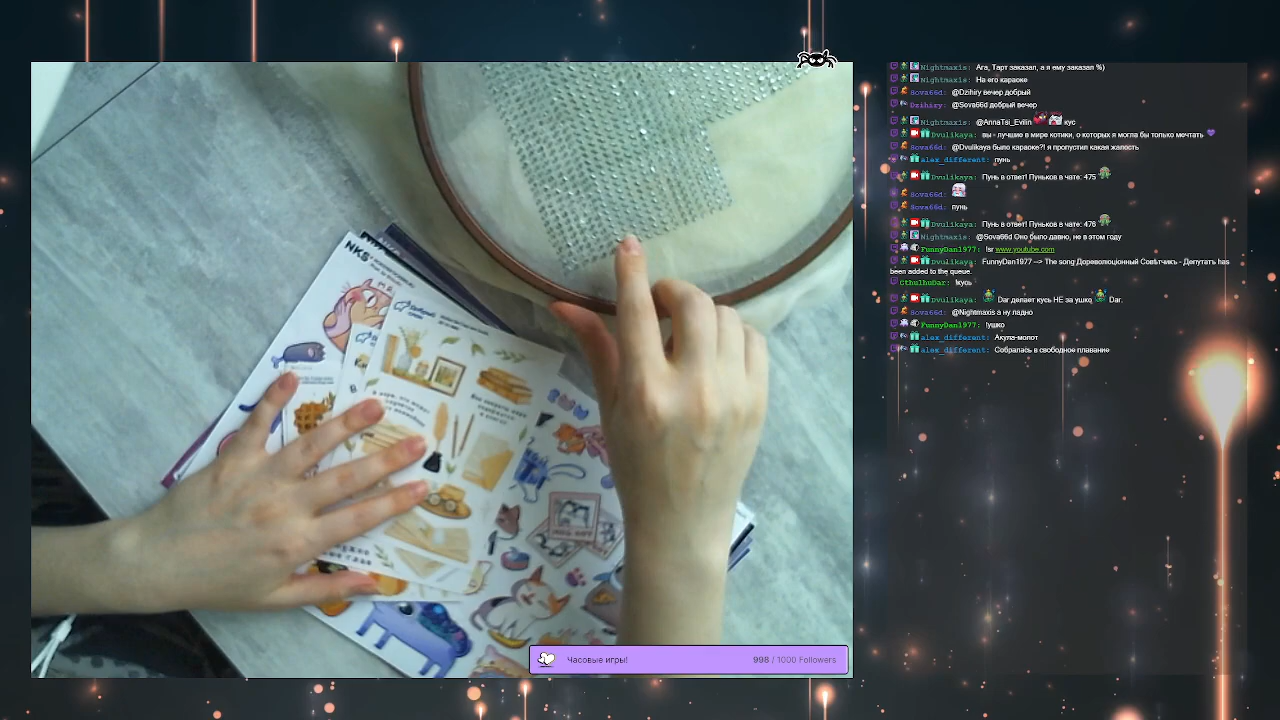 Nightmaxis: Ага, Тарт заказал, а я ему заказал %)
Nightmaxis: На его караоке
Sova66d: @Dzihiry вечер добрый
Dzihiry: @Sova66d добрый вечер
Nightmaxis: @AnnaTsi_Evilin кус
Dvulikaya: вы - лучшие в мире котики, о которых я могла бы только мечтать
Sova66d: @Dvulikaya было караоке?! я пропустил какая жалость
alex_different: пунь
Dvulikaya: Пунь в ответ! Пуньков в чате: 475
Sova66d:
Sova66d: пунь
Dvulikaya: Пунь в ответ! Пуньков в чате: 476
Nightmaxis: @Sova66d Оно было давно, не в этом году
FunnyDan1977: !sr www.youtube.com
Dvulikaya: FunnyDan1977 --> The song Дореволюціонный Совѣтчикъ - Депутатъ has
been added to the queue.
CthulhuDar: !кусь
Dvulikaya: Dar делает кусь НЕ за ушко Dar.
Sova66d: @Nightmaxis а ну ладно
FunnyDan1977: !ушко
alex_different: Акула-молот
alex_different: Собралась в свободное плавание
NKS
Часовые игры!
998 / 1000 Followers